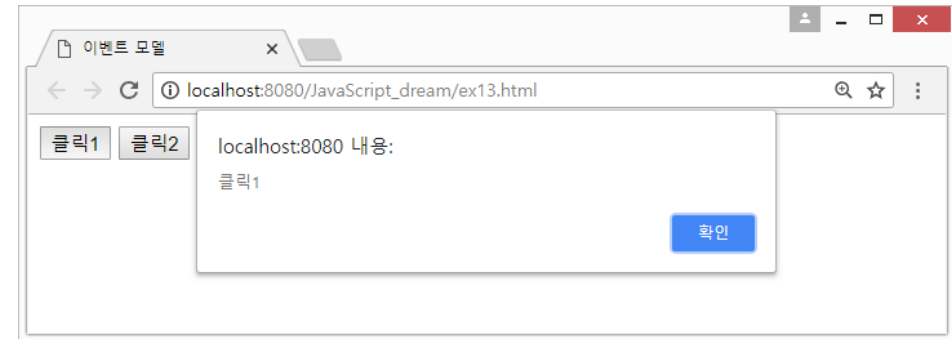 이벤트 모델
localhost:8080/JavaScript_dream/ex13.html
클릭1 클릭2
localhost:8080 내용:
클릭1
확인